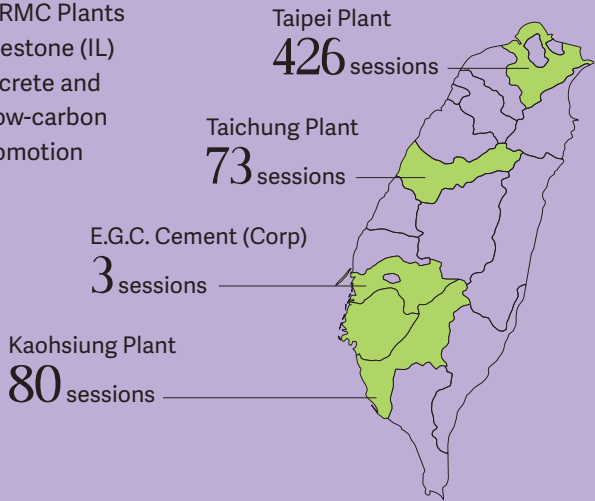 RMC Plants
estone (IL)
crete and
ow-carbon
omotion
Taipei Plant
426 sessions
Taichung Plant
73 sessions
E.G.C. Cement (Corp)
3 sessions
Kaohsiung Plant
80 sessions